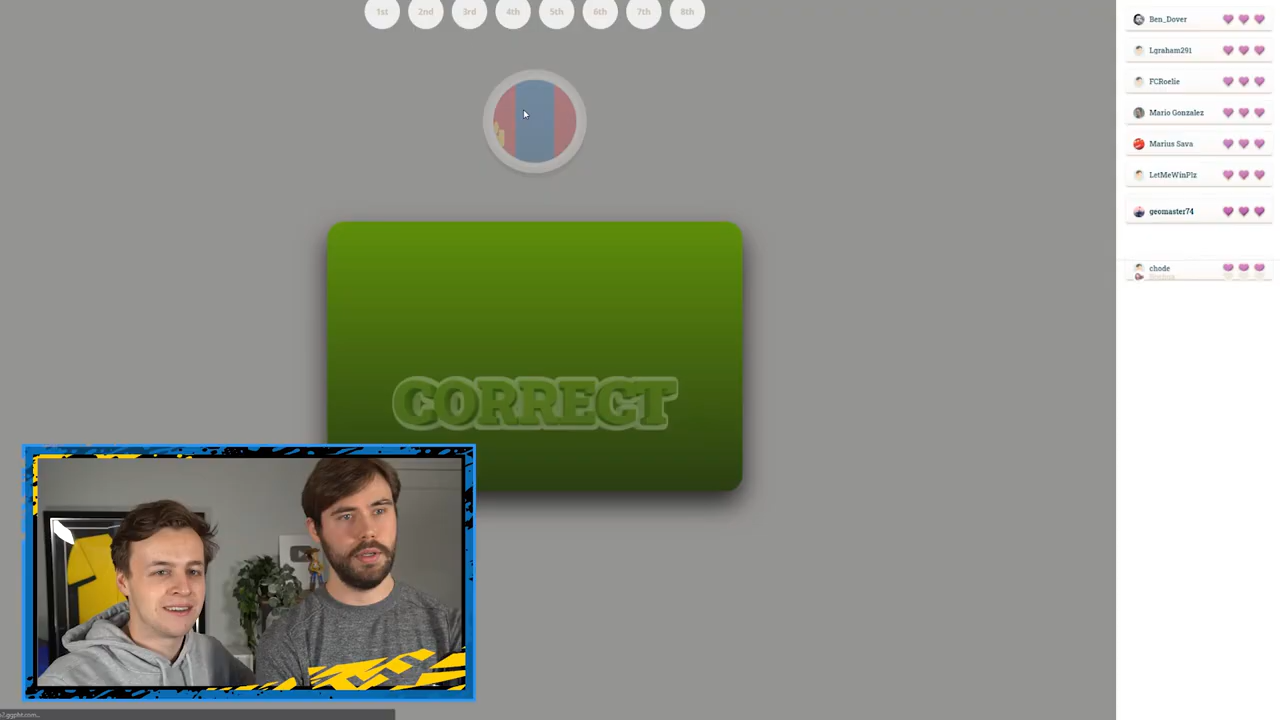 1st 2nd 3rd 4th 5th 6th 7th 8th
Ben_Dover
Lgraham291
FCRoelie
Mario Gonzalez
Marius Sava
LetMeWinPlz
geomaster74
chode
CORRECT